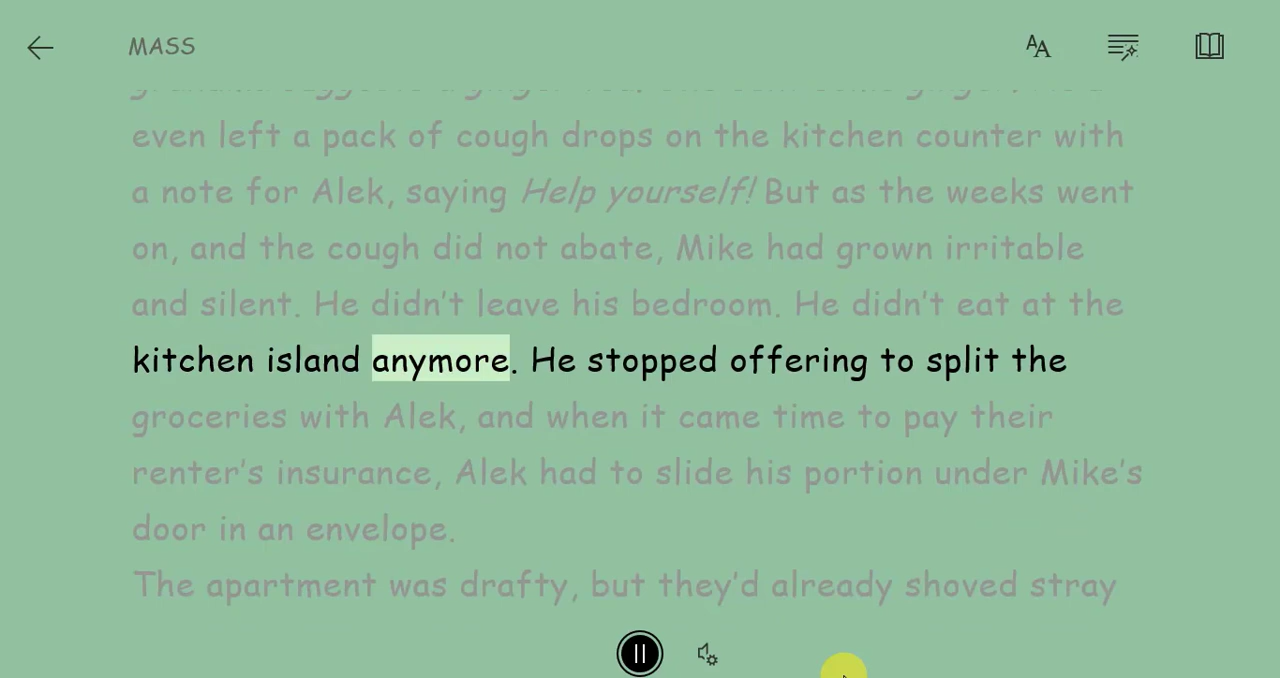 MASS
AA
even left a pack of cough drops on the kitchen counter with
a note for Alek, saying Help yourself! But as the weeks went
on, and the cough did not abate, Mike had grown irritable
and silent. He didn't leave his bedroom. He didn't eat at the
kitchen island anymore. He stopped offering to split the
groceries with Alek, and when it came time to pay their
renter's insurance, Alek had to slide his portion under Mike's
door in an envelope.
The apartment was drafty, but they'd already shoved stray